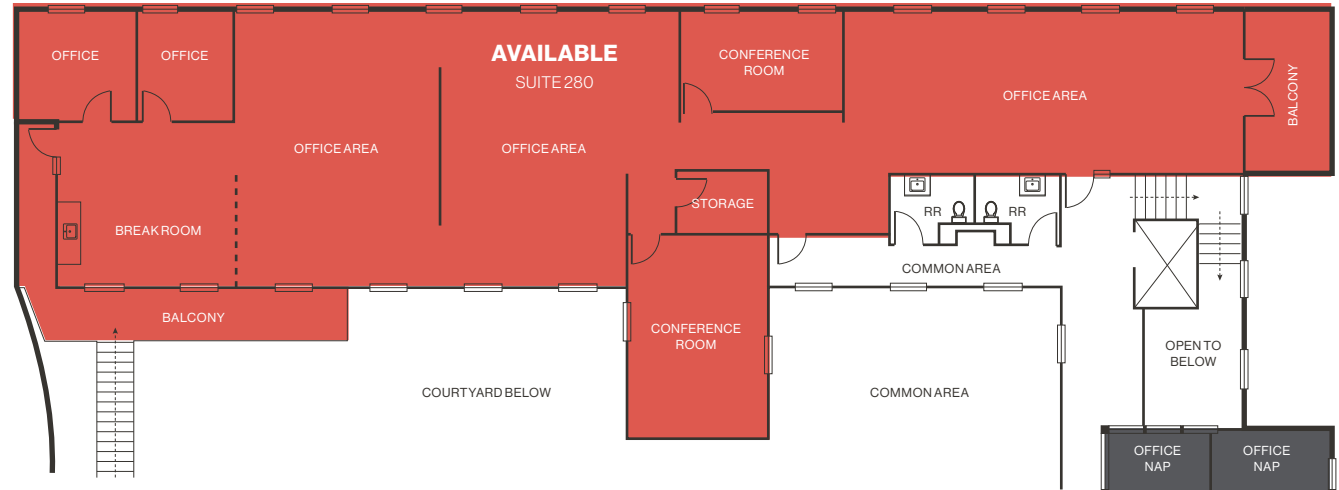 OFFICE
OFFICE
AVAILABLE
SUITE 280
CONFERENCE
ROOM
OFFICE AREA
BALCONY
OFFICE AREA
OFFICE AREA
STORAGE
RR
RR
BREAK ROOM
COMMON AREA
BALCONY
CONFERENCE
ROOM
OPEN TO
BELOW
COURTYARD BELOW
COMMON AREA
OFFICE
NAP
OFFICE
NAP